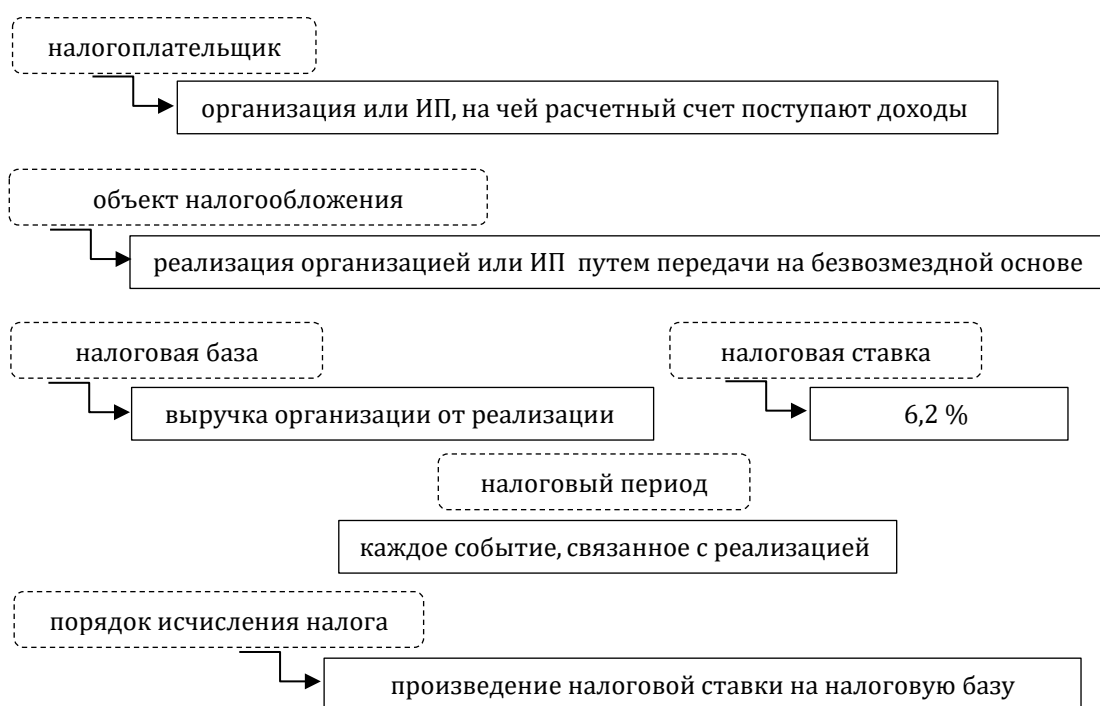 налогоплательщик
организация или ИП, на чей расчетный счет поступают доходы
объект налогообложения
реализация организацией или ИП путем передачи на безвозмездной основе
налоговая база
налоговая ставка
выручка организации от реализации
6,2 %
налоговый период
каждое событие, связанное с реализацией
порядок исчисления налога
произведение налоговой ставки на налоговую базу